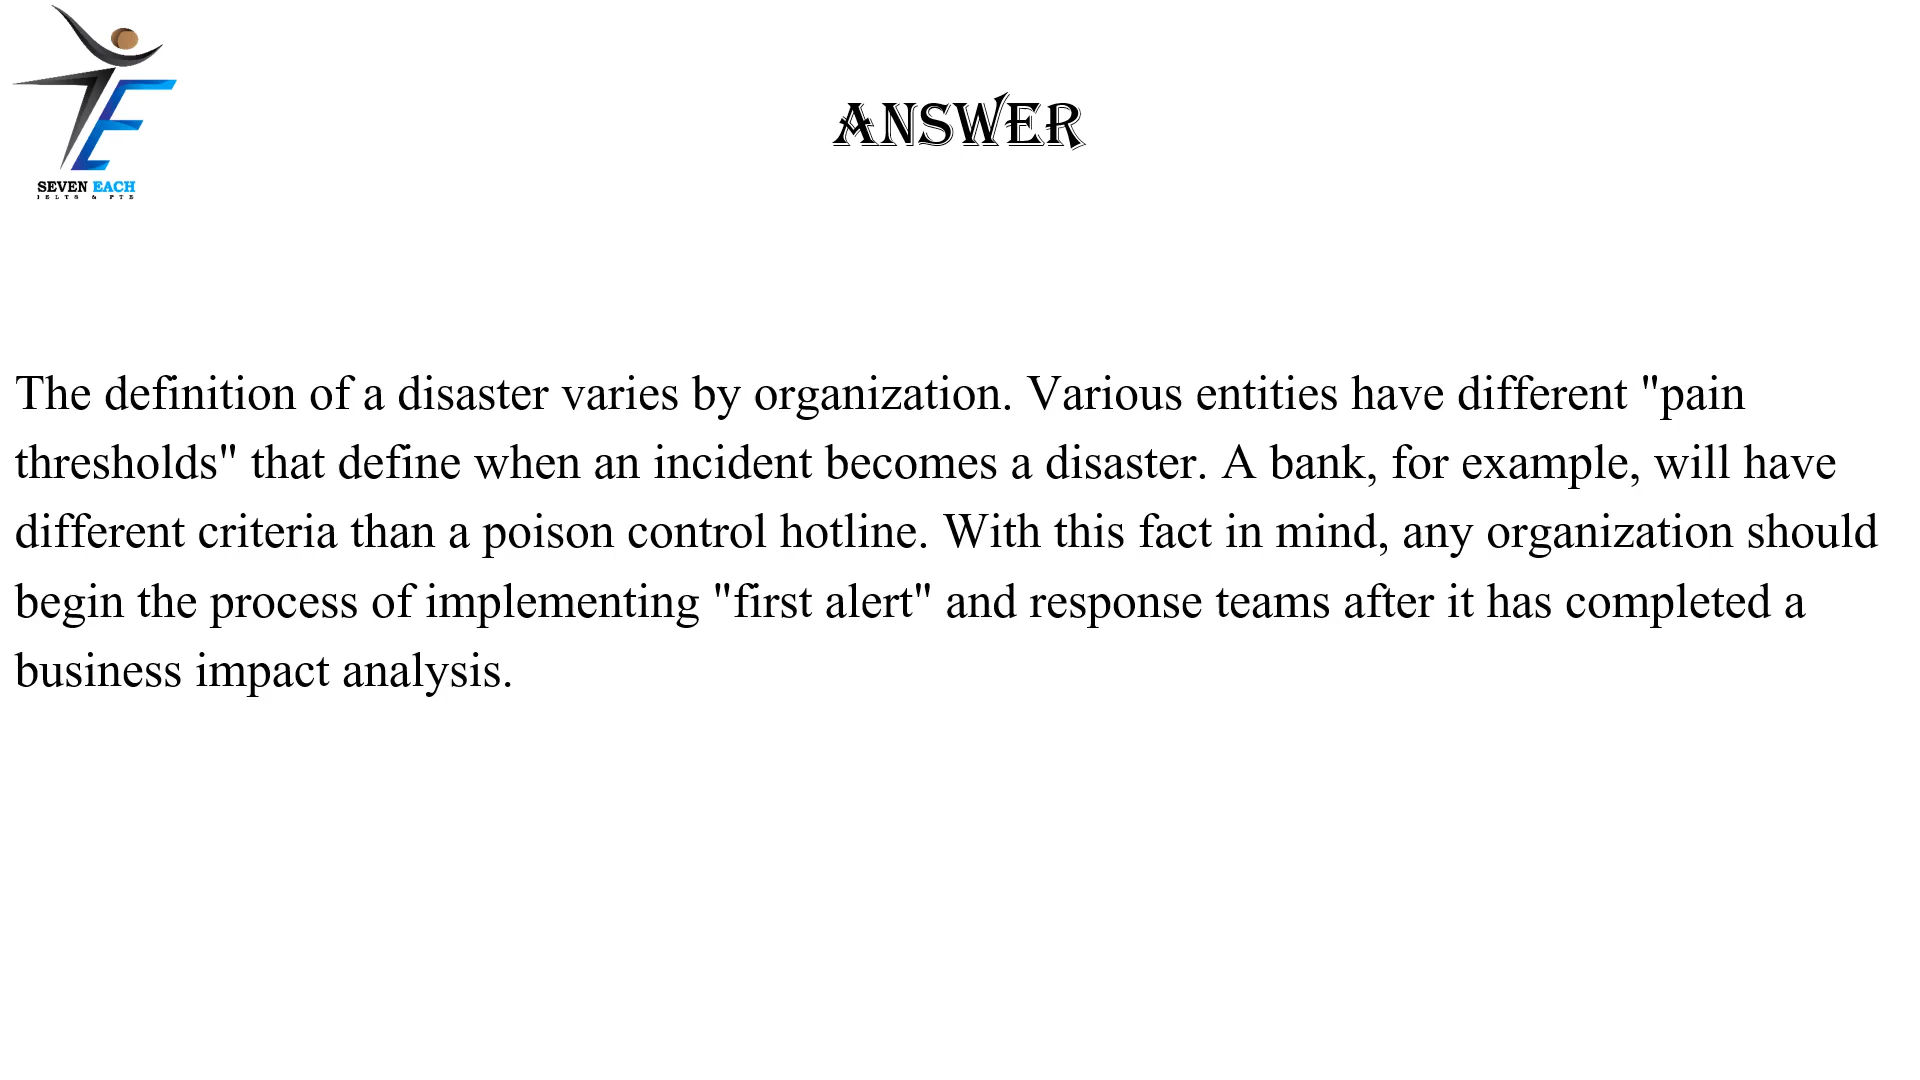 SEVEN EACH
IELTS & PTE
ANSWER
The definition of a disaster varies by organization. Various entities have different "pain
thresholds" that define when an incident becomes a disaster. A bank, for example, will have
different criteria than a poison control hotline. With this fact in mind, any organization should
begin the process of implementing "first alert" and response teams after it has completed a
business impact analysis.